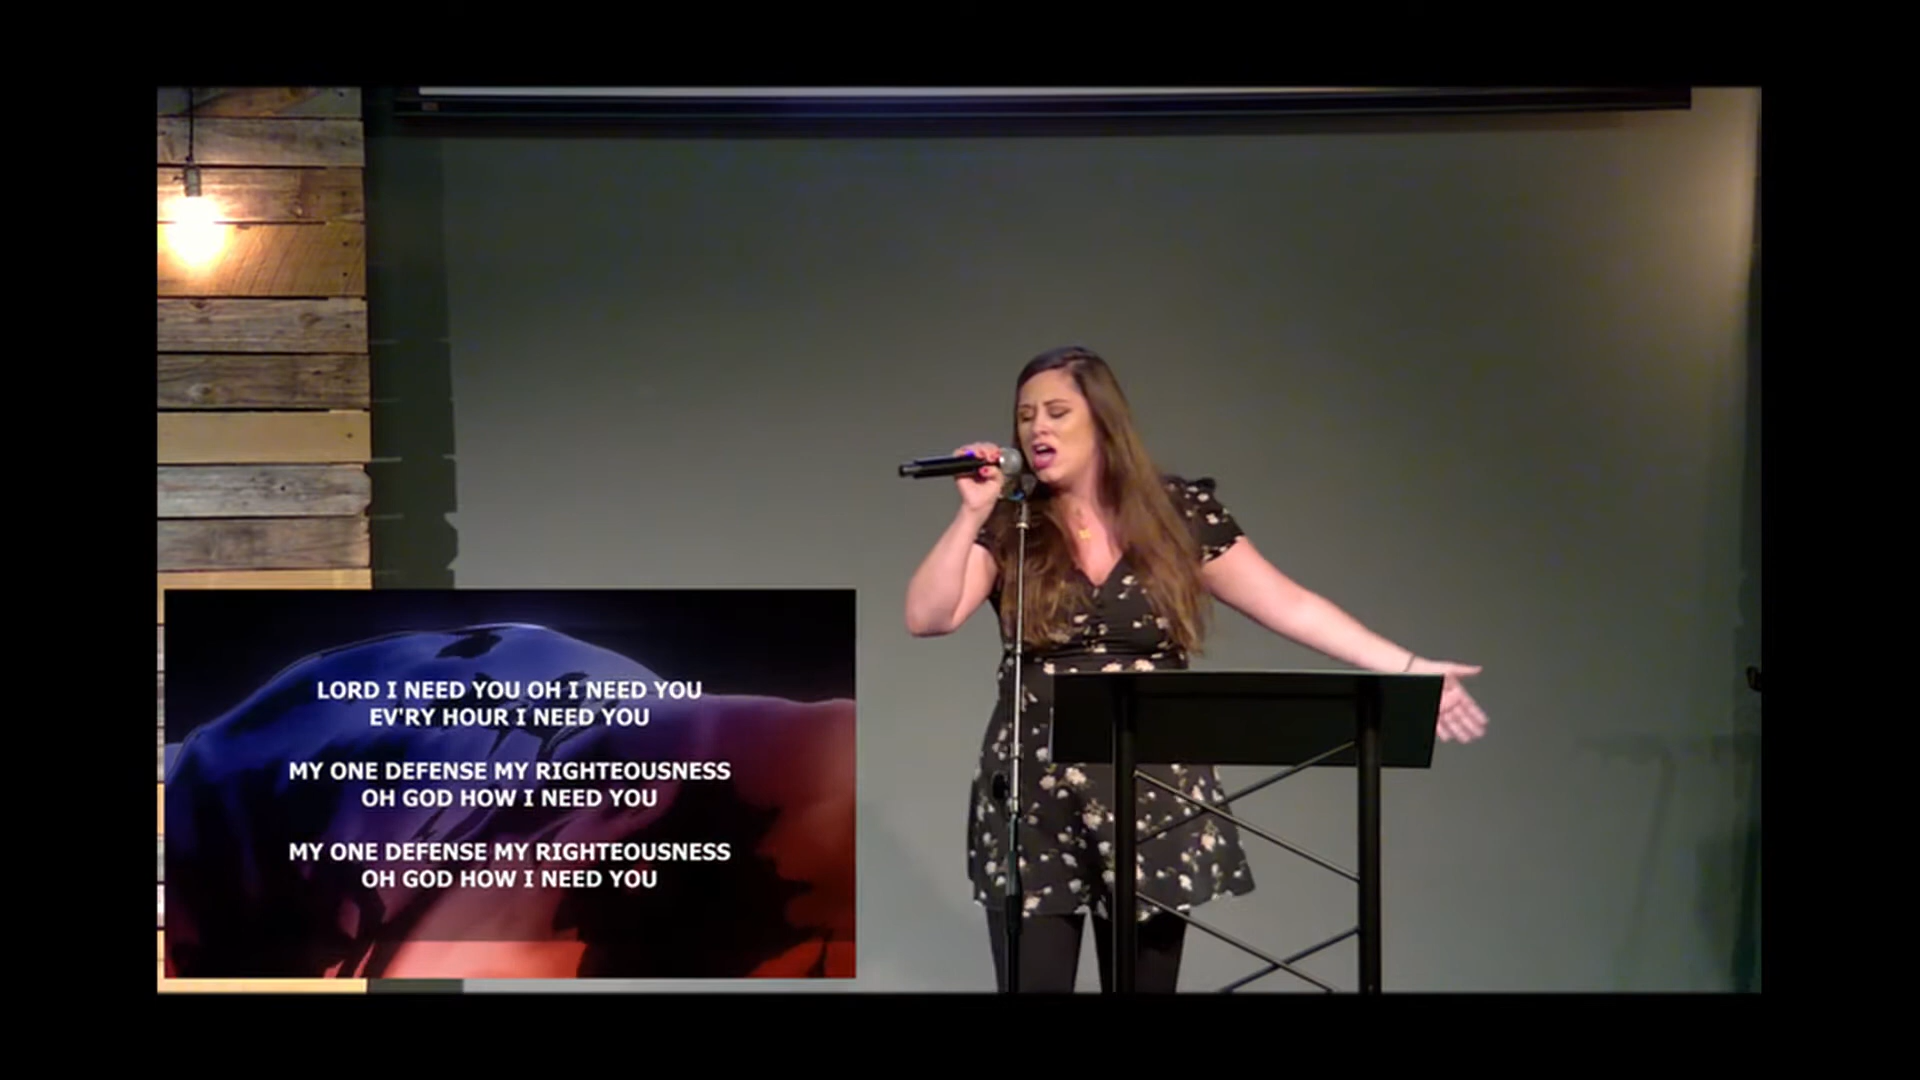 LORD I NEED YOU OH I NEED YOU
EV'RY HOUR I NEED YOU
MY ONE DEFENSE MY RIGHTEOUSNESS
OH GOD HOW I NEED YOU
MY ONE DEFENSE MY RIGHTEOUSNESS
OH GOD HOW I NEED YOU